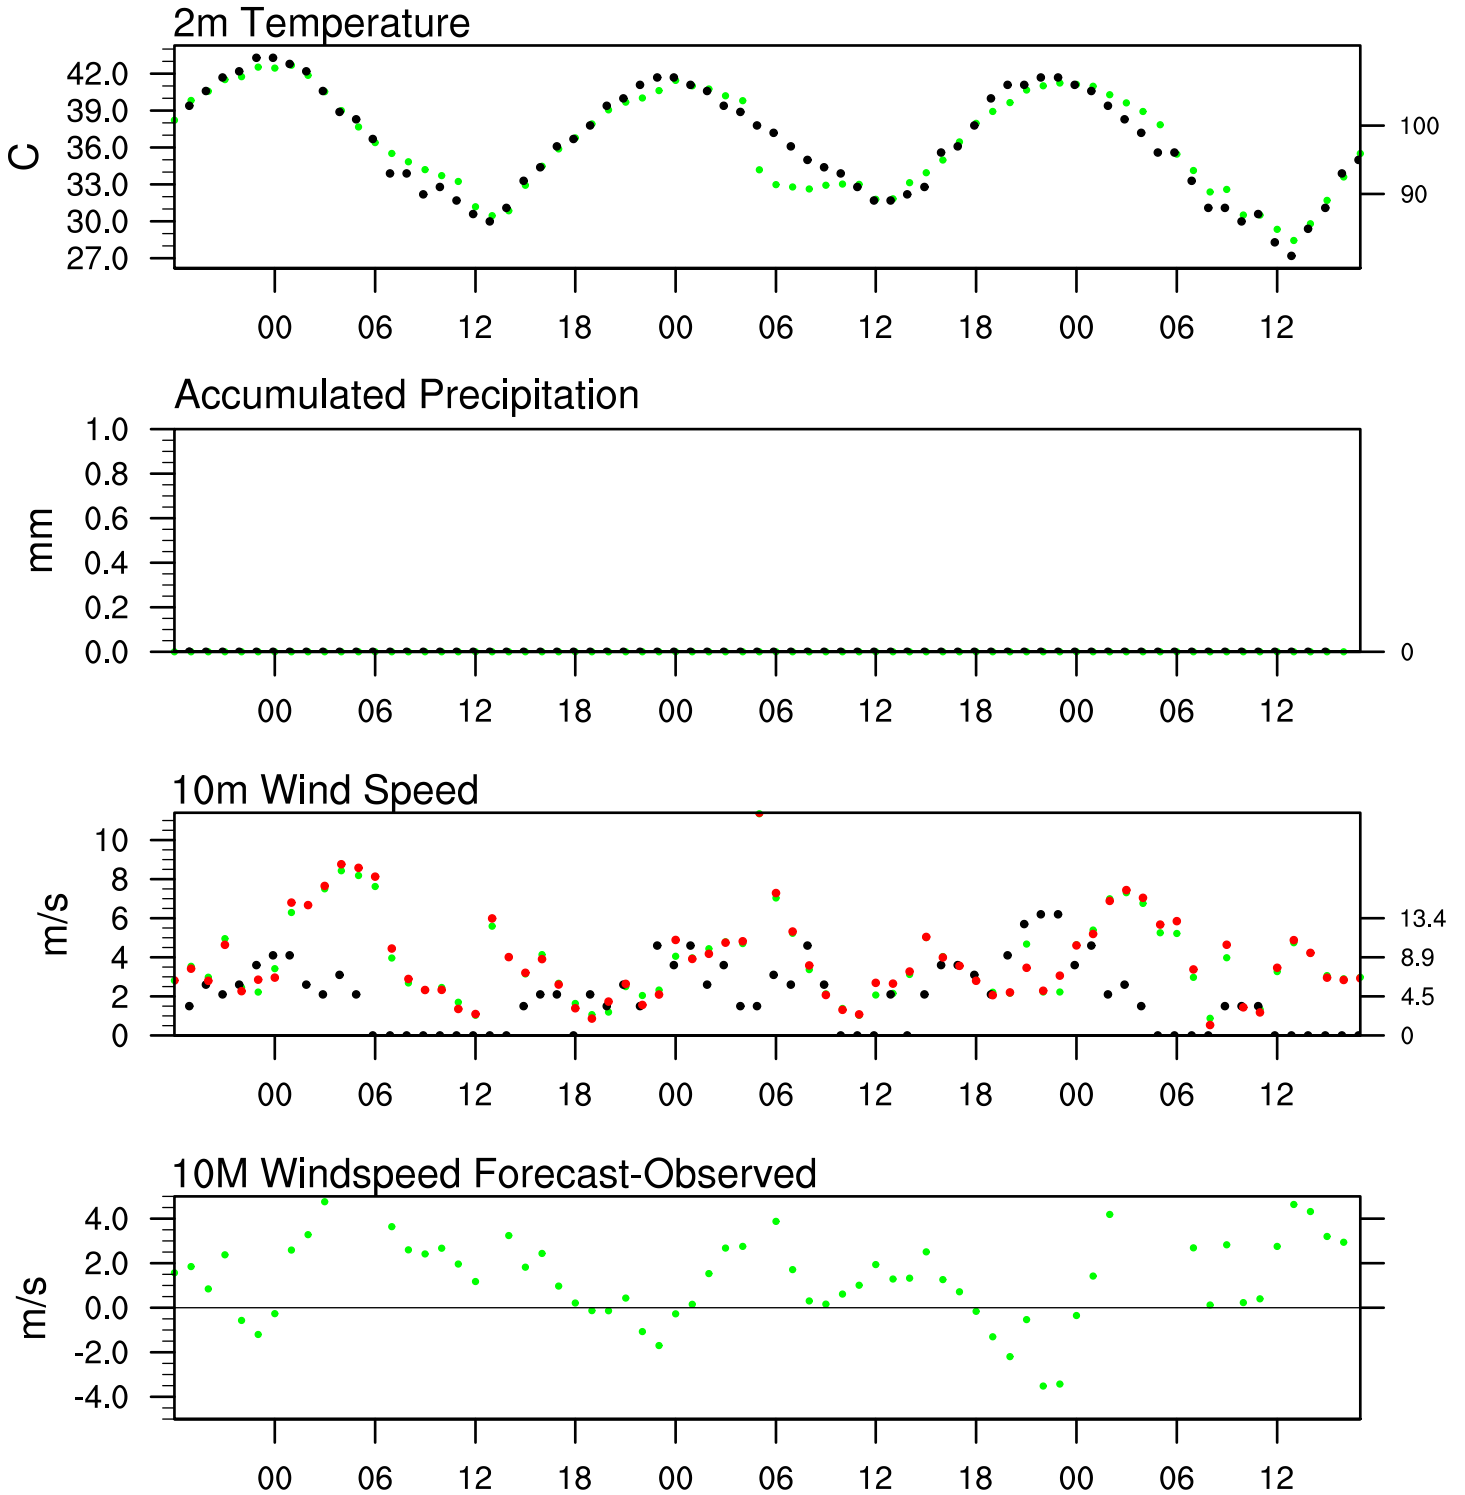 2m Temperature
42.0
39.0
36.0
33.0
30.0
27.0
C
100
90
00 06 12 18 00 06 12 18 00 06 12
Accumulated Precipitation
1.0
0.8
0.6
0.4
0.2
0.0
mm
0
00 06 12 18 00 06 12 18 00 06 12
10m Wind Speed
10
8
6
4
2
0
m/s
13.4
8.9
4.5
0
00 06 12 18 00 06 12 18 00 06 12
10M Windspeed Forecast-Observed
4.0
2.0
0.0
-2.0
-4.0
m/s
00 06 12 18 00 06 12 18 00 06 12